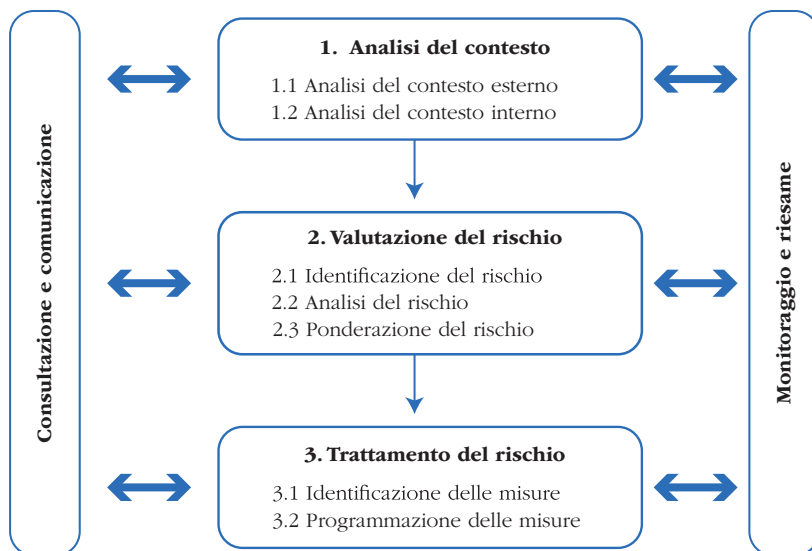 Consultazione e comunicazione
1. Analisi del contesto
1.1 Analisi del contesto esterno
1.2 Analisi del contesto interno
2. Valutazione del rischio
2.1 Identificazione del rischio
2.2 Analisi del rischio
2.3 Ponderazione del rischio
3. Trattamento del rischio
3.1 Identificazione delle misure
3.2 Programmazione delle misure
Monitoraggio e riesame